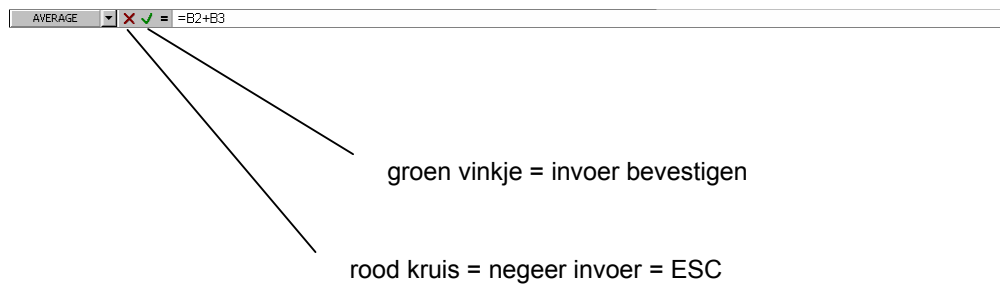 AVERAGE = =B2+B3
groen vinkje = invoer bevestigen
rood kruis = negeer invoer = ESC